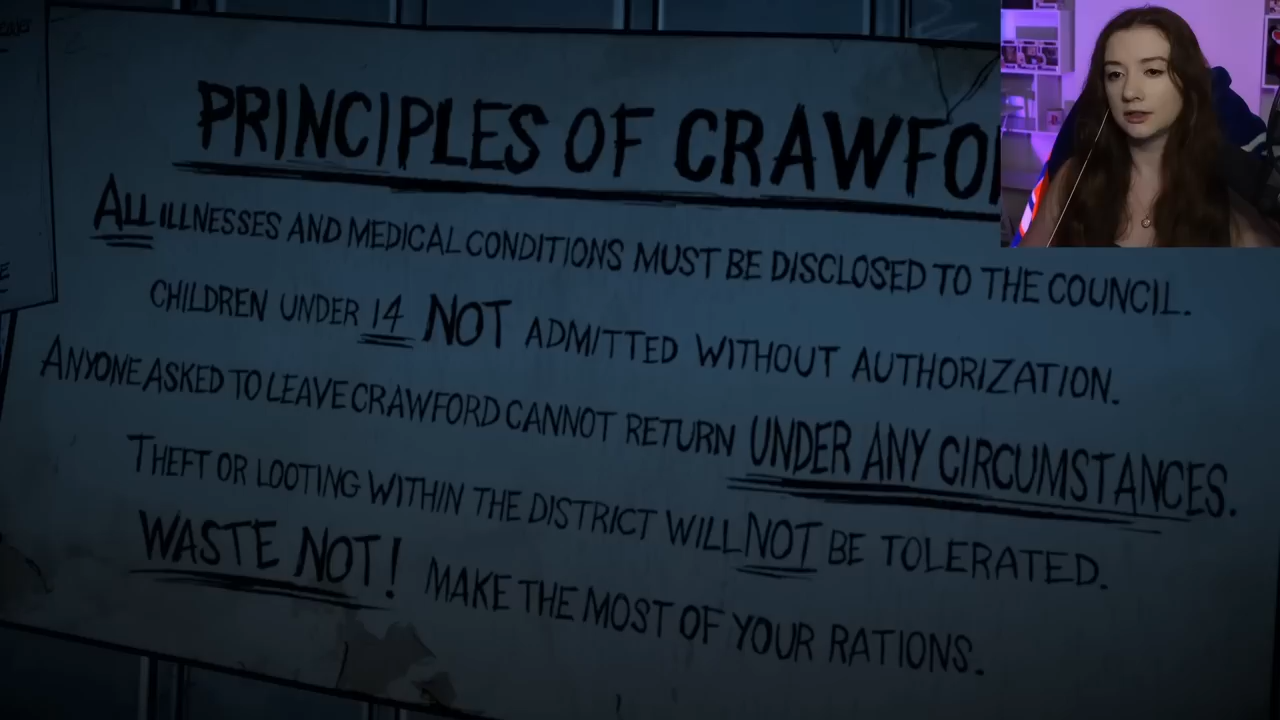 PRINCIPLES OF CRAWFO
ALL ILLNESSES AND MEDICAL CONDITIONS MUST BE DISCLOSED TO THE COUNCIL.
CHILDREN UNDER 14 NOT ADMITTED WITHOUT AUTHORIZATION.
ANYONE ASKED TO LEAVE CRAWFORD CANNOT RETURN UNDER ANY CIRCUMSTANCES.
THEFT OR LOOTING WITHIN THE DISTRICT WILL NOT BE TOLERATED.
WASTE NOT! MAKE THE MOST OF YOUR RATIONS.